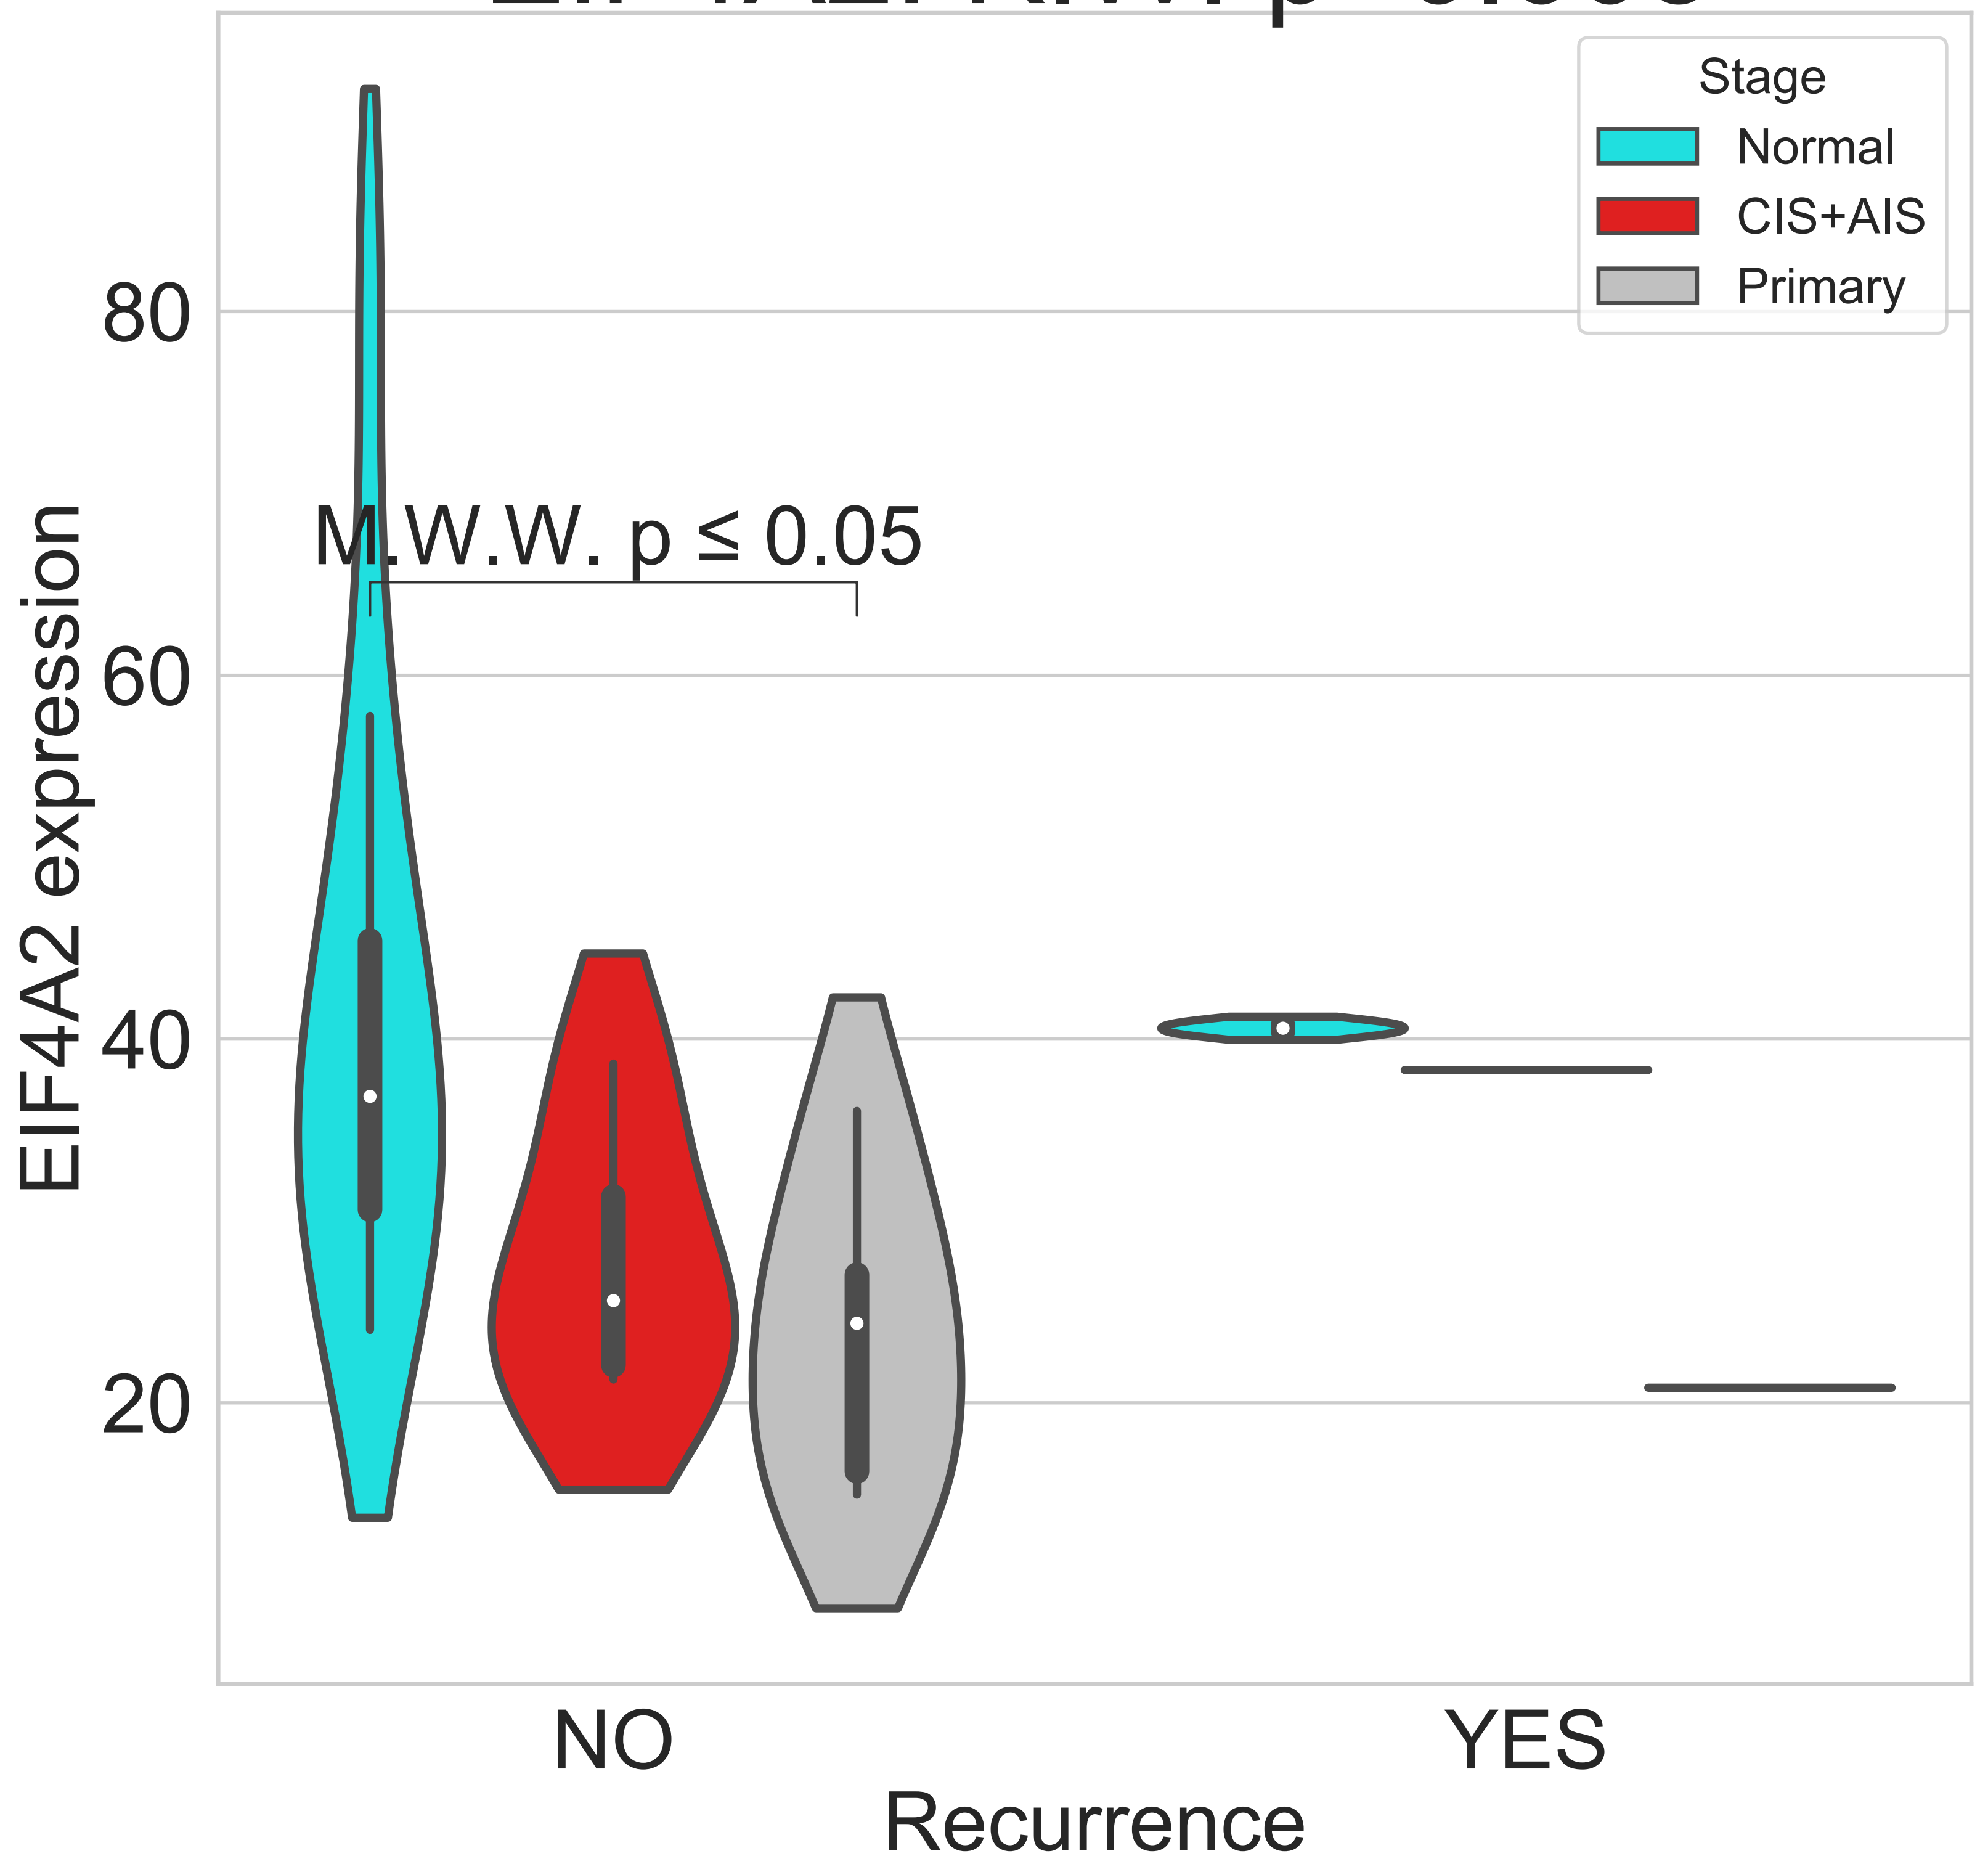 Stage
Normal
CIS+AIS
Primary
80
60
40
20
M.W.W. p ≤ 0.05
EIF4A2 expression
NO
YES
Recurrence